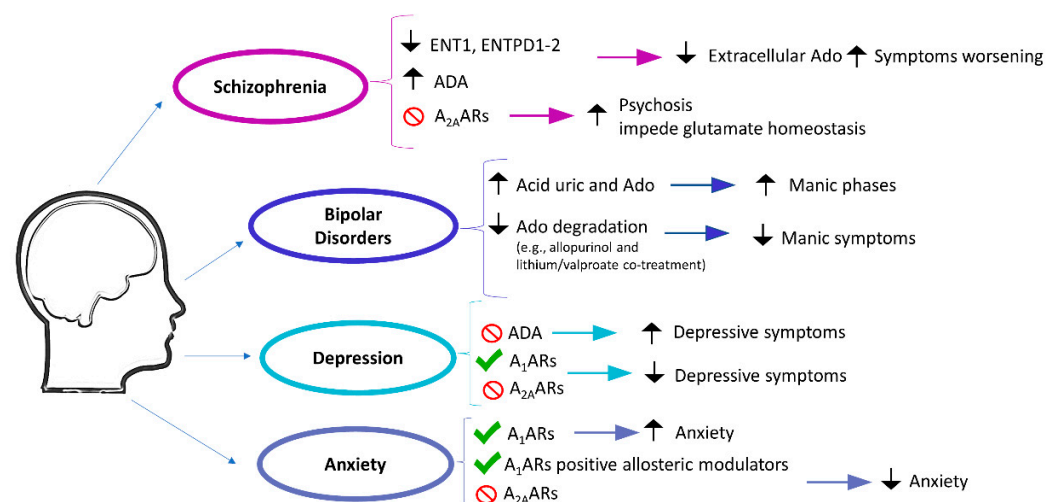 Schizophrenia
ENT1, ENTPD1-2
ADA
A2AARs
Extracellular Ado
Symptoms worsening
Psychosis
impede glutamate homeostasis
Bipolar
Disorders
Acid uric and Ado
Manic phases
Ado degradation
(e.g., allopurinol and
lithium/valproate co-treatment)
Manic symptoms
Depression
ADA
A1ARs
A2AARs
Depressive symptoms
Depressive symptoms
Anxiety
A1ARs
Anxiety
A1ARs positive allosteric modulators
A2AARs
Anxiety